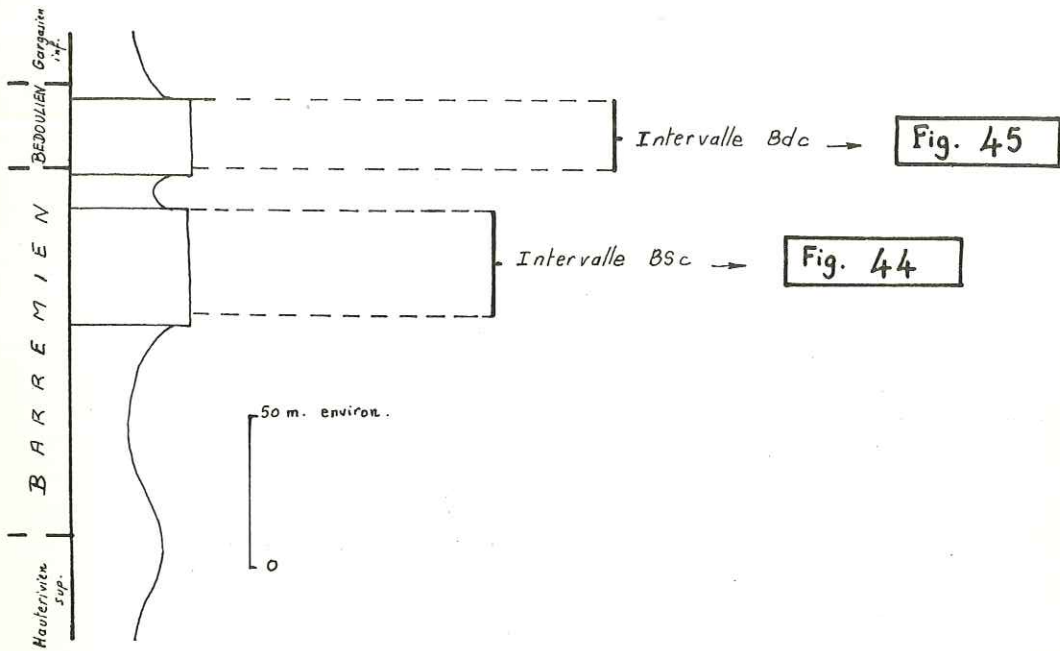 Gargasien
inf.
BEDOULIEN
Intervalle Bdc →
Fig. 45
BARREMIEN
Intervalle BSc →
Fig. 44
50 m. environ.
0
Hauterivien
sup.